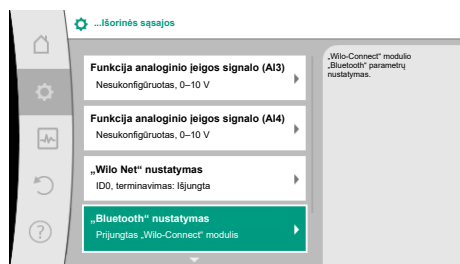 ...Išorinės sąsajos
Funkcija analoginio įeigos signalo (AI3)
Nesukonfigūruotas, 0–10 V
Funkcija analoginio įeigos signalo (AI4)
Nesukonfigūruotas, 0–10 V
„Wilo Net“ nustatymas
ID0, terminavimas: Išjungta
„Bluetooth“ nustatymas
Prijungtas „Wilo-Connect“ modulis
„Wilo-Connect“ modulio
„Bluetooth“ parametrų
nustatymas.